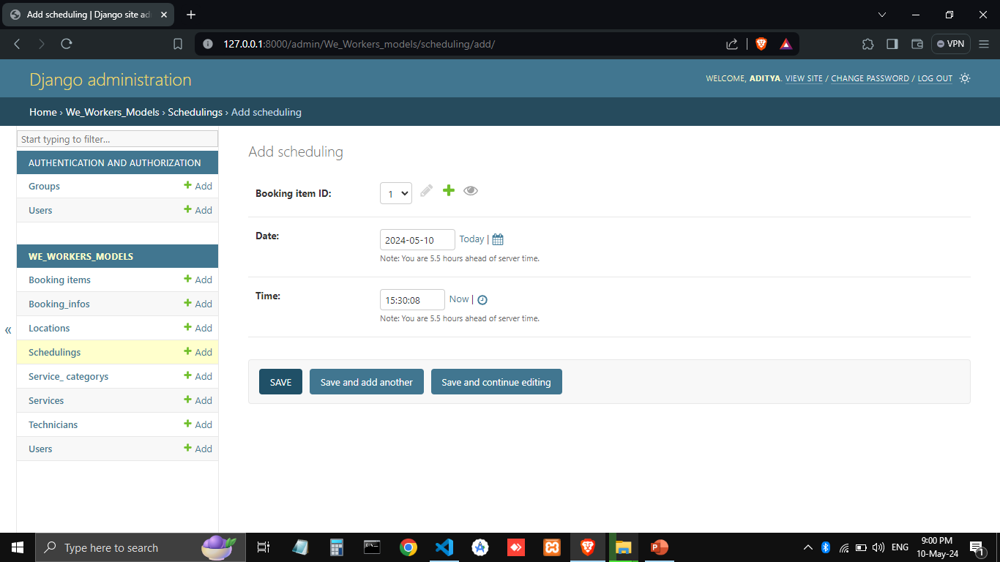 Add scheduling | Django site ad
127.0.0.1:8000/admin/We_Workers_models/scheduling/add/
VPN
Django administration
WELCOME, ADITYA. VIEW SITE / CHANGE PASSWORD / LOG OUT
Home › We_Workers_Models › Schedulings › Add scheduling
Start typing to filter...
AUTHENTICATION AND AUTHORIZATION
Groups Add
Users Add
WE_WORKERS_MODELS
Booking items Add
Booking_infos Add
Locations Add
«
Schedulings Add
Service_ categorys Add
Services Add
Technicians Add
Users Add
Add scheduling
Booking item ID: 1
Date: 2024-05-10 Today |
Note: You are 5.5 hours ahead of server time.
Time: 15:30:08 Now |
Note: You are 5.5 hours ahead of server time.
SAVE Save and add another Save and continue editing
Type here to search
ENG
9:00 PM
10-May-24
1